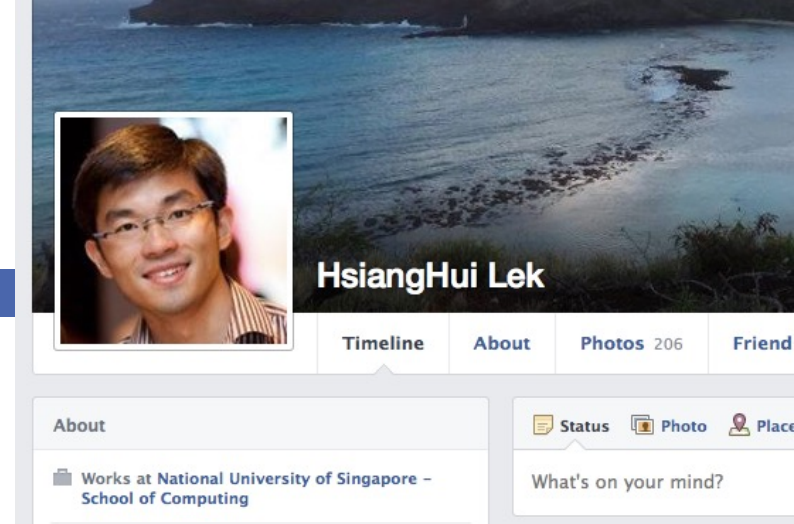 HsiangHui Lek
Timeline About Photos 206 Friend
About
Works at National University of Singapore –
School of Computing
Status Photo Place
What's on your mind?